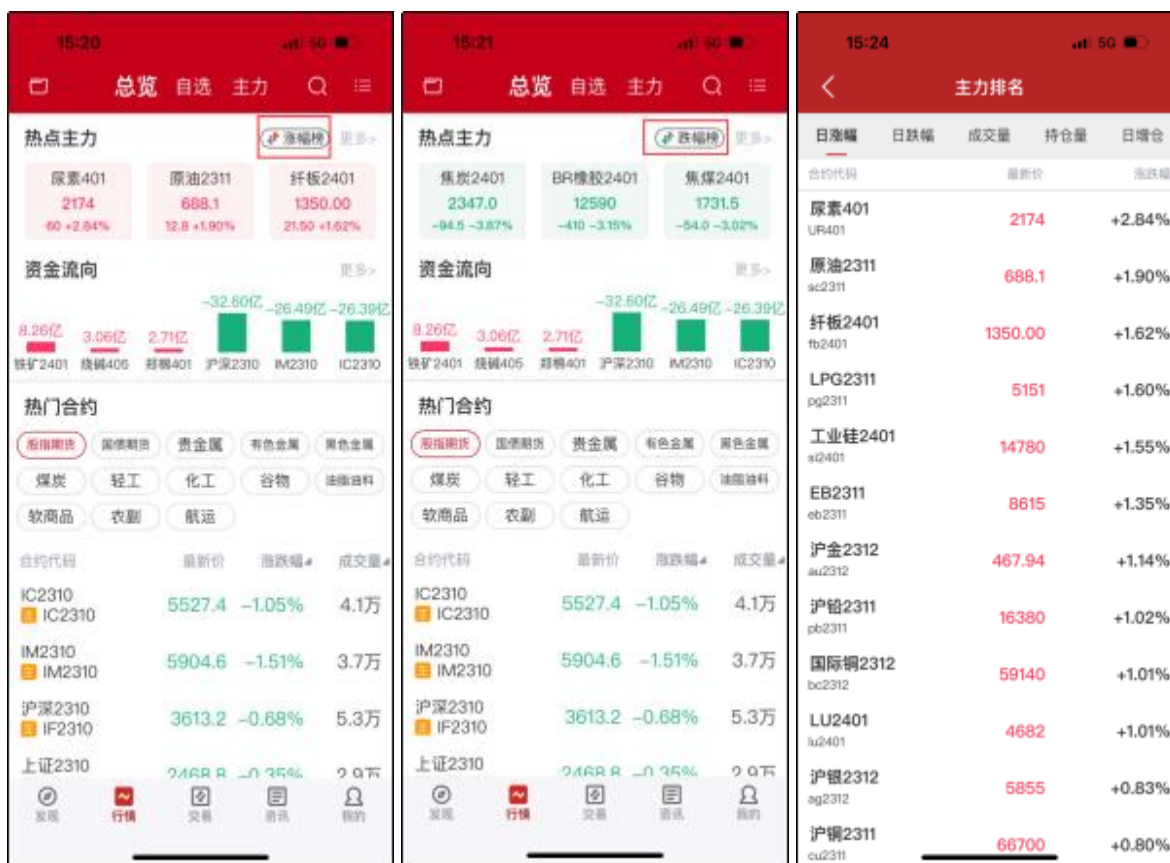 15:20
5G
总览 自选 主力
热点主力 涨幅榜 更多>
尿素401 原油2311 纤板2401
2174 688.1 1350.00
60 +2.84% 12.8 +1.90% 21.50 +1.62%
资金流向 更多>
8.26亿 3.06亿 2.71亿 -32.60亿 -26.49亿 -26.39亿
铁矿2401 烧碱405 郑棉401 沪深2310 IM2310 IC2310
热门合约
股指期货 国债期货 贵金属 有色金属 黑色金属
煤炭 轻工 化工 谷物 油脂油料
软商品 农副 航运
合约代码 最新价 涨跌幅 成交量
IC2310
主 IC2310 5527.4 -1.05% 4.1万
IM2310
主 IM2310 5904.6 -1.51% 3.7万
沪深2310
主 IF2310 3613.2 -0.68% 5.3万
上证2310 2468.8 -0.35% 2.9万
发现 行情 交易 资讯 我的
15:21
5G
总览 自选 主力
热点主力 跌幅榜 更多>
焦炭2401 BR橡胶2401 焦煤2401
2347.0 12590 1731.5
-94.5 -3.87% -410 -3.15% -54.0 -3.02%
资金流向 更多>
8.26亿 3.06亿 2.71亿 -32.60亿 -26.49亿 -26.39亿
铁矿2401 烧碱405 郑棉401 沪深2310 IM2310 IC2310
热门合约
股指期货 国债期货 贵金属 有色金属 黑色金属
煤炭 轻工 化工 谷物 油脂油料
软商品 农副 航运
合约代码 最新价 涨跌幅 成交量
IC2310
主 IC2310 5527.4 -1.05% 4.1万
IM2310
主 IM2310 5904.6 -1.51% 3.7万
沪深2310
主 IF2310 3613.2 -0.68% 5.3万
上证2310 2468.8 -0.35% 2.9万
发现 行情 交易 资讯 我的
15:24
5G
主力排名
日涨幅 日跌幅 成交量 持仓量 日增仓
合约代码 最新价 涨跌幅
尿素401 2174 +2.84%
UR401
原油2311 688.1 +1.90%
sc2311
纤板2401 1350.00 +1.62%
fb2401
LPG2311 5151 +1.60%
pg2311
工业硅2401 14780 +1.55%
si2401
EB2311 8615 +1.35%
eb2311
沪金2312 467.94 +1.14%
au2312
沪铅2311 16380 +1.02%
pb2311
国际铜2312 59140 +1.01%
bc2312
LU2401 4682 +1.01%
lu2401
沪银2312 5855 +0.83%
ag2312
沪铜2311 66700 +0.80%
cu2311